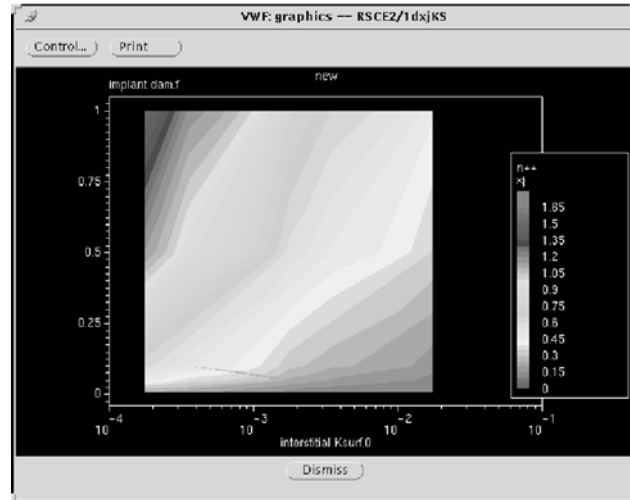 VWF: graphics — RSCE2/1dxjKS
Control... Print
new
implant dam.f
1
0.75
0.5
0.25
0
10-4 10-3 10-2 10-1
interstitial Ksurf.0
n++
xj
1.65
1.5
1.35
1.2
1.05
0.9
0.75
0.6
0.45
0.3
0.15
0
Dismiss